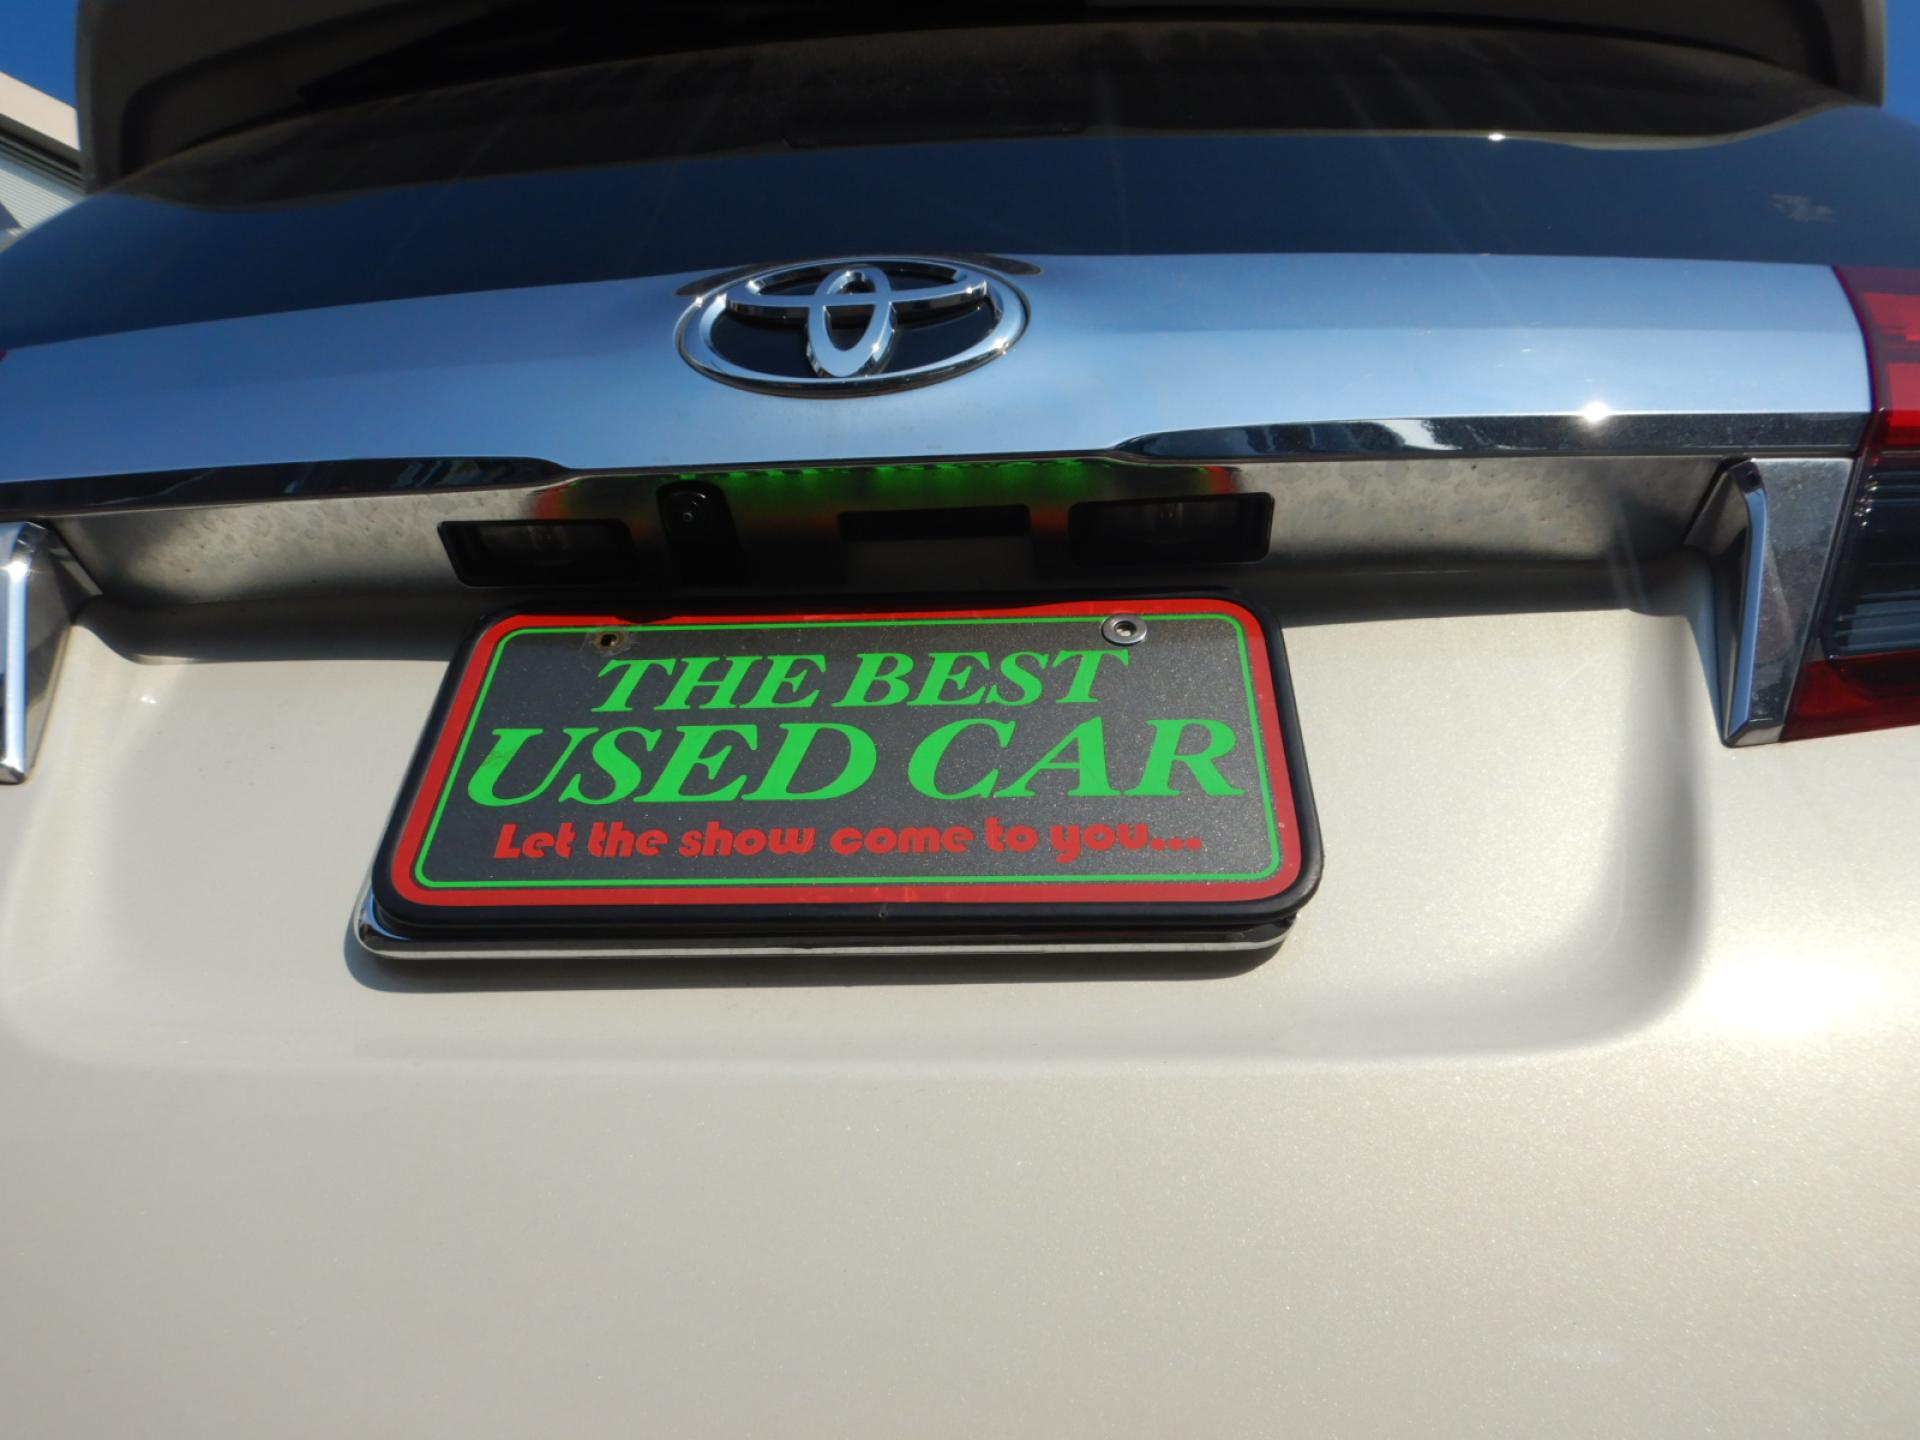 THE BEST
USED CAR
Let the show come to you...